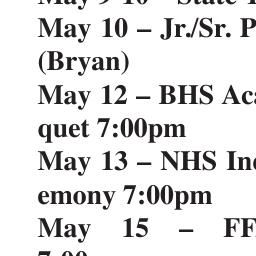 May 10 – Jr./Sr. P
(Bryan)
May 12 – BHS Aca
quet 7:00pm
May 13 – NHS In
emony 7:00pm
May 15 – FF